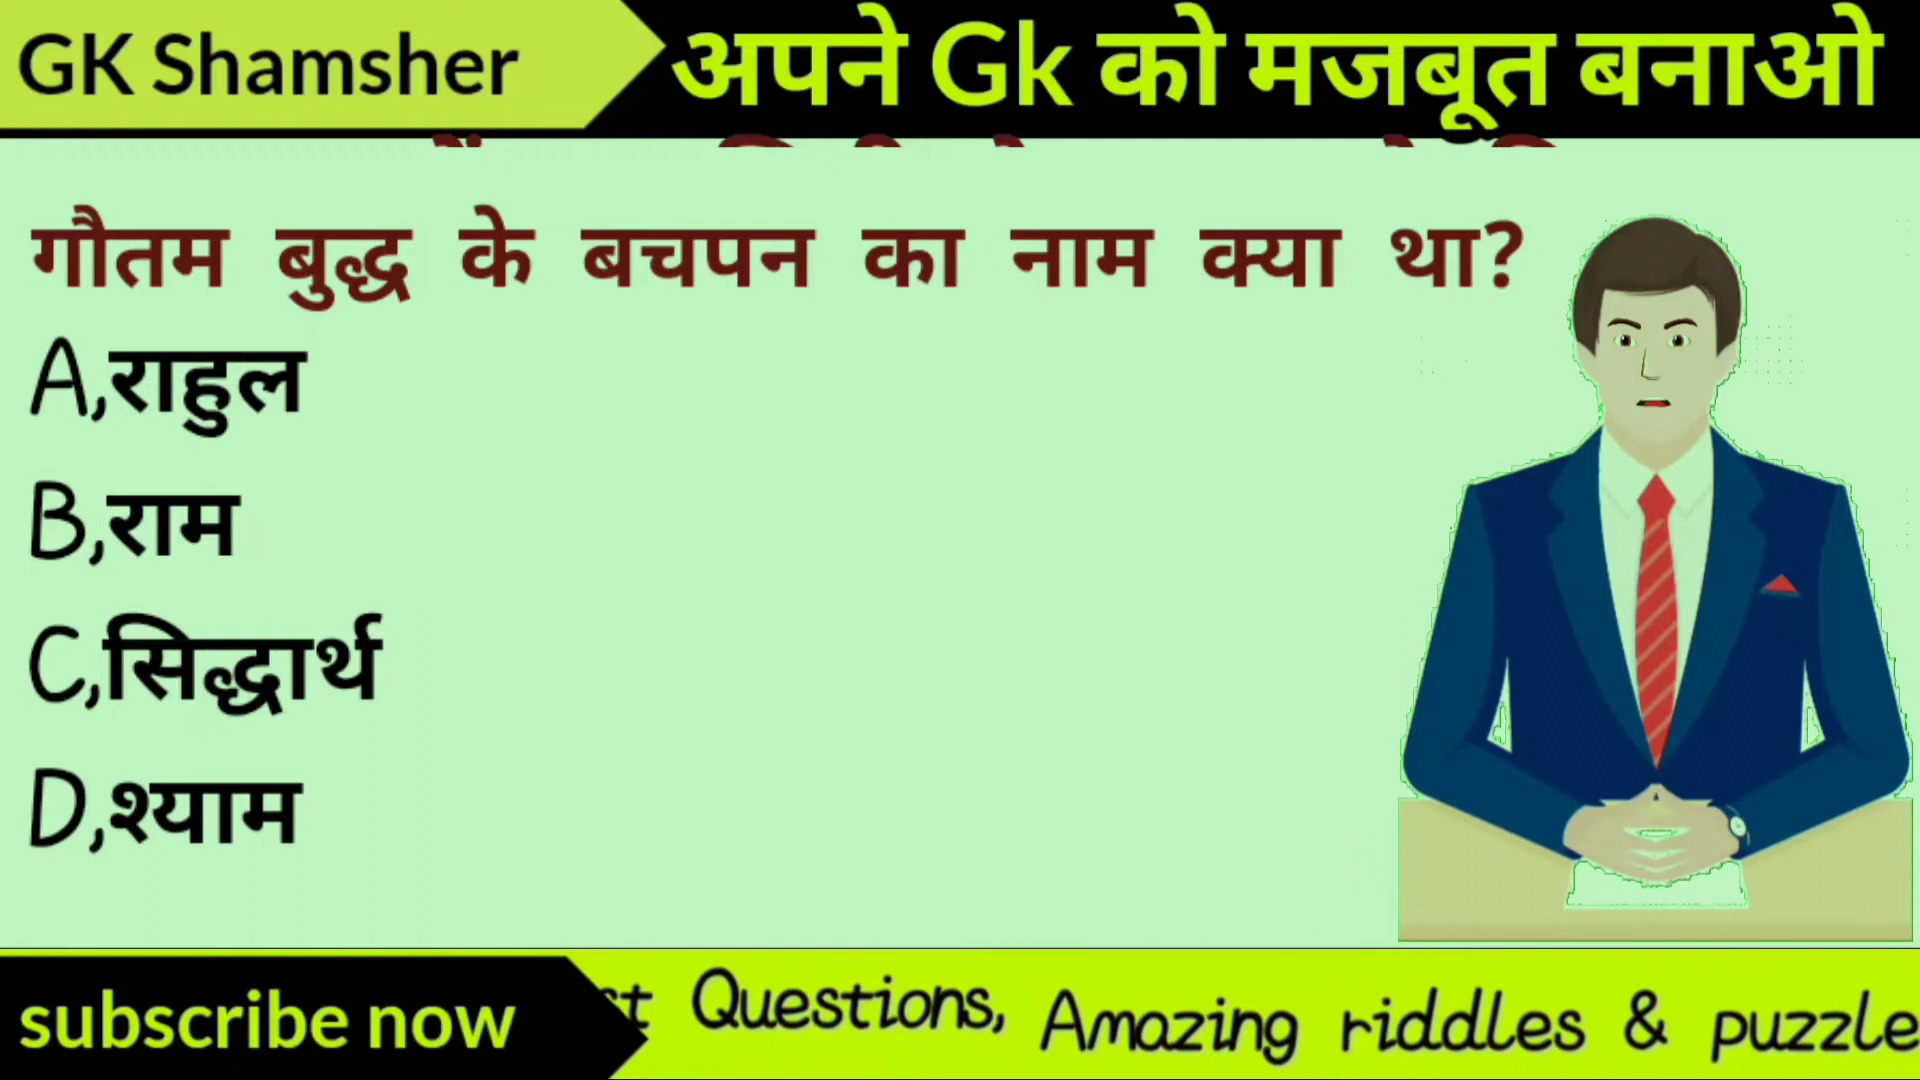 GK Shamsher
अपने Gk को मजबूत बनाओ
गौतम बुद्ध के बचपन का नाम क्या था?
A,राहुल
B,राम
C,सिद्धार्थ
D,श्याम
subscribe now
Questions, Amazing riddles & puzzle